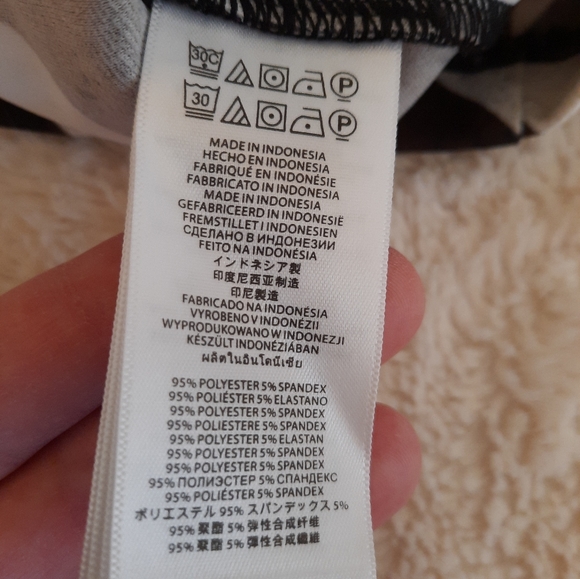 30C P
30 P
MADE IN INDONESIA
HECHO EN INDONESIA
FABRIQUÉ EN INDONÉSIE
FABBRICATO IN INDONESIA
MADE IN INDONESIA
GEFABRICEERD IN INDONESIË
FREMSTILLET I INDONESIEN
СДЕЛАНО В ИНДОНЕЗИИ
FEITO NA INDONÉSIA
インドネシア製
印度尼西亚制造
印尼製造
FABRICADO NA INDONÉSIA
VYROBENO V INDONÉZII
WYPRODUKOWANO W INDONEZJI
KÉSZÜLT INDONÉZIÁBAN
ผลิตในอินโดนีเซีย
95% POLYESTER 5% SPANDEX
95% POLIÉSTER 5% ELASTANO
95% POLYESTER 5% SPANDEX
95% POLIESTERE 5% SPANDEX
95% POLYESTER 5% ELASTAN
95% POLYESTER 5% SPANDEX
95% POLYESTER 5% SPANDEX
95% ПОЛИЭСТЕР 5% СПАНДЕКС
95% POLIÉSTER 5% SPANDEX
ポリエステル 95% スパンデックス 5%
95% 聚酯 5% 弹性合成纤维
95% 聚酯 5% 彈性合成纖維